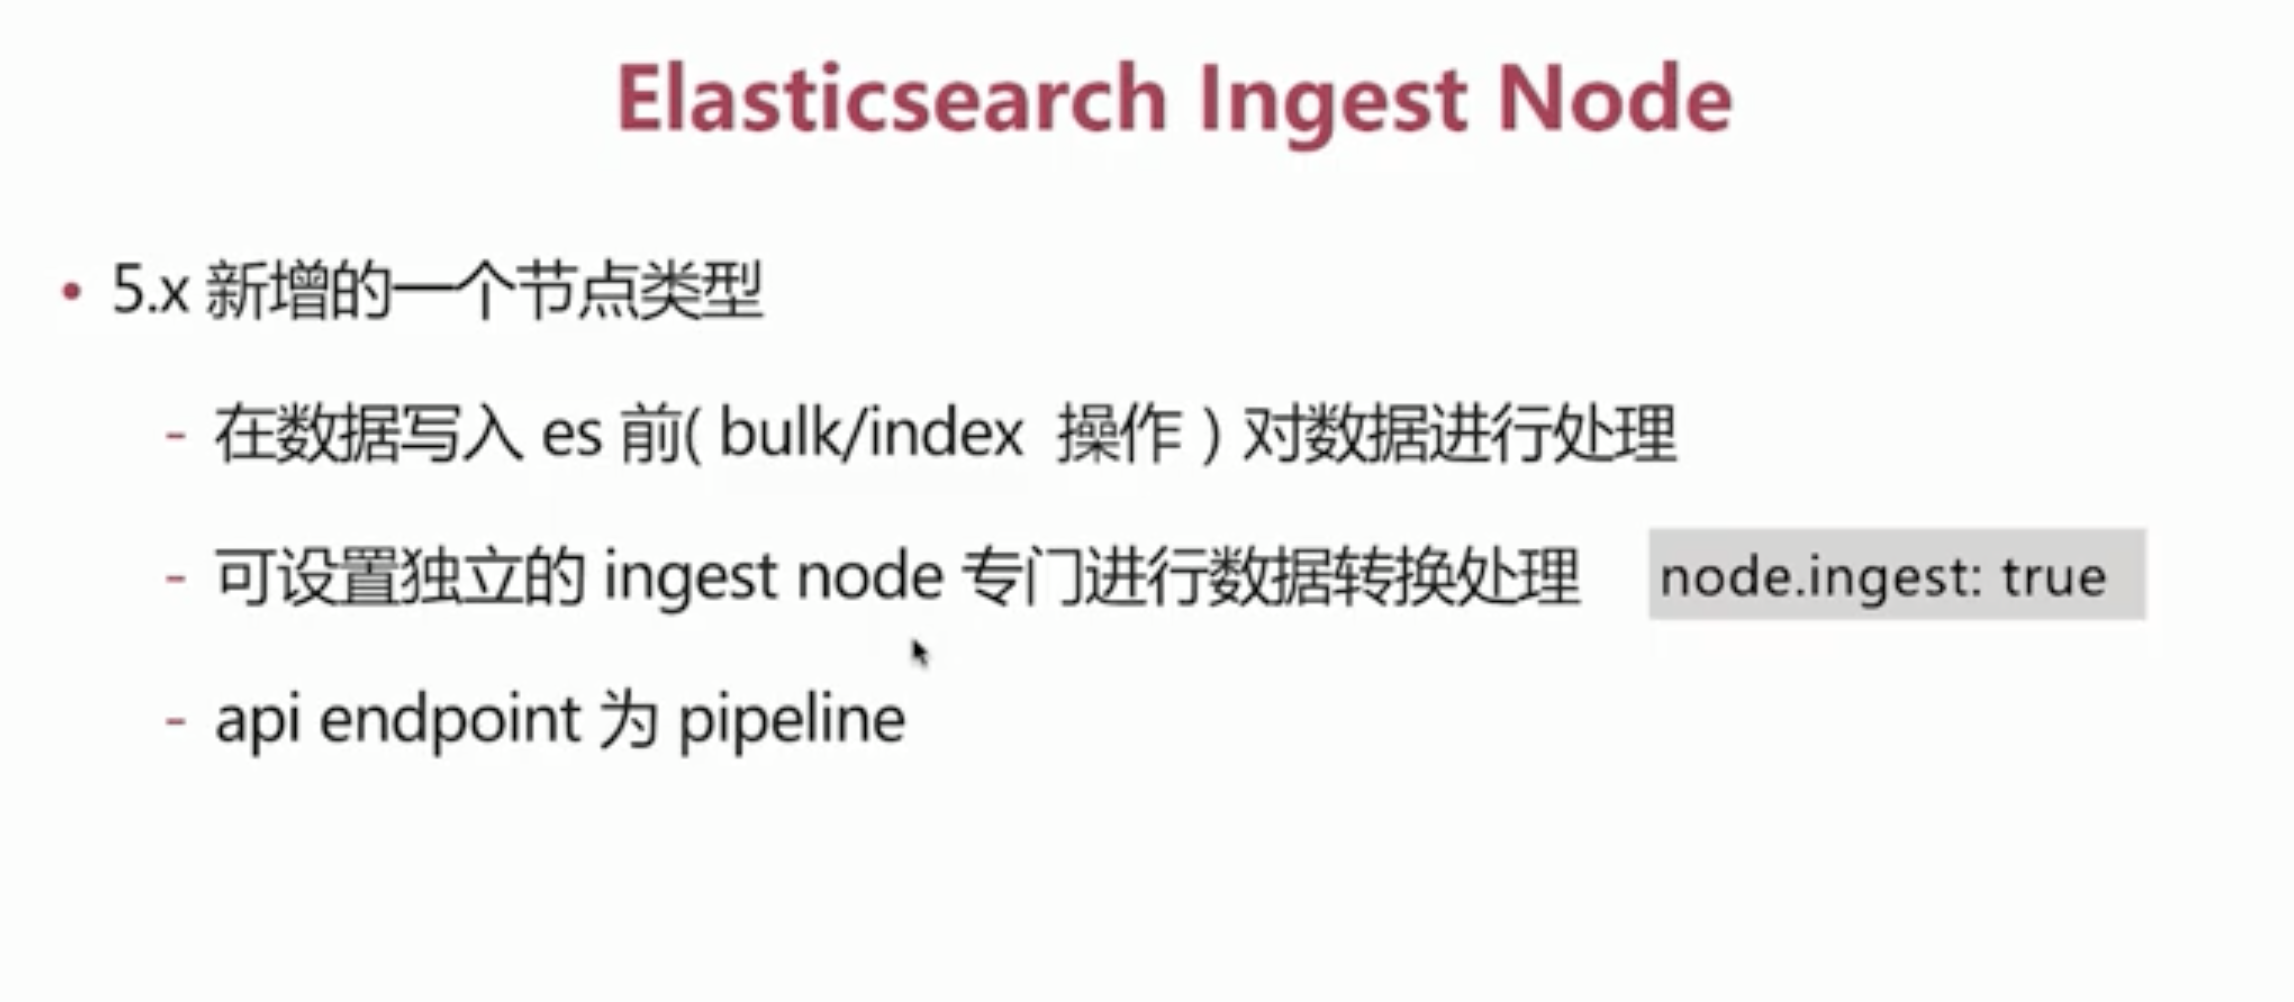 Elasticsearch Ingest Node
• 5.x 新增的一个节点类型
- 在数据写入 es 前( bulk/index 操作 ) 对数据进行处理
- 可设置独立的 ingest node 专门进行数据转换处理 node.ingest: true
- api endpoint 为 pipeline